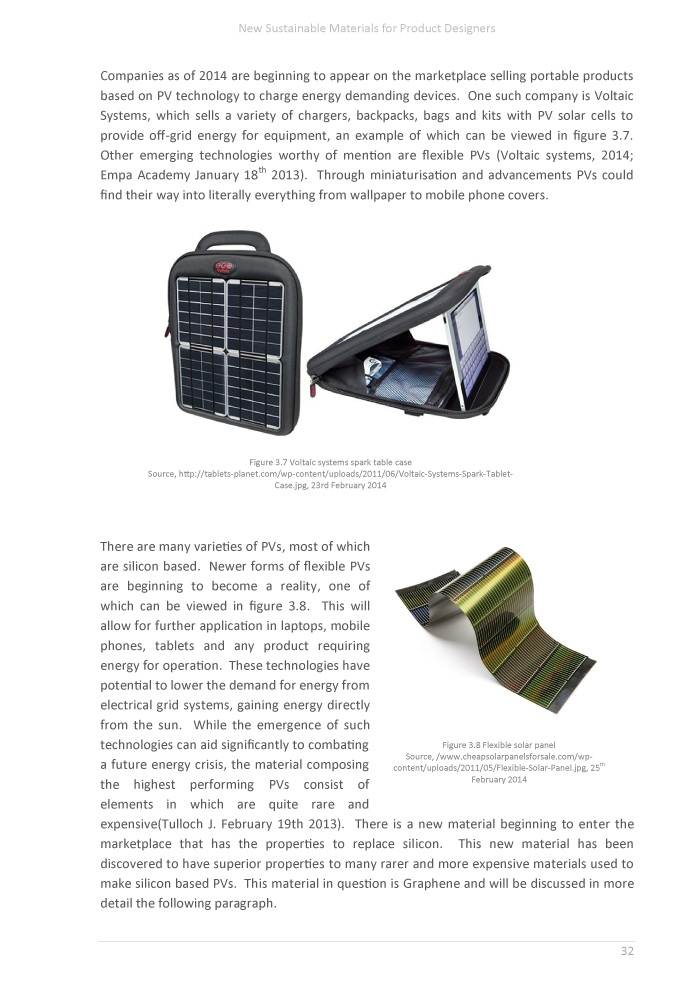 New Sustainable Materials for Product Designers
Companies as of 2014 are beginning to appear on the marketplace selling portable products
based on PV technology to charge energy demanding devices.  One such company is Voltaic
Systems, which sells a variety of chargers, backpacks, bags and kits with PV solar cells to
provide off-grid energy for equipment, an example of which can be viewed in figure 3.7.
Other emerging technologies worthy of mention are flexible PVs (Voltaic systems, 2014;
Empa Academy January 18th 2013).  Through miniaturisation and advancements PVs could
find their way into literally everything from wallpaper to mobile phone covers.
Figure 3.7 Voltaic systems spark table case
Source, http://tablets-planet.com/wp-content/uploads/2011/06/Voltaic-Systems-Spark-Tablet-
Case.jpg, 23rd February 2014
There are many varieties of PVs, most of which
are silicon based.  Newer forms of flexible PVs
are beginning to become a reality, one of
which can be viewed in figure 3.8.  This will
allow for further application in laptops, mobile
phones, tablets and any product requiring
energy for operation.  These technologies have
potential to lower the demand for energy from
electrical grid systems, gaining energy directly
from the sun.  While the emergence of such
technologies can aid significantly to combating
a future energy crisis, the material composing
the highest performing PVs consist of
elements in which are quite rare and
expensive(Tulloch J. February 19th 2013).  There is a new material beginning to enter the
marketplace that has the properties to replace silicon.  This new material has been
discovered to have superior properties to many rarer and more expensive materials used to
make silicon based PVs.  This material in question is Graphene and will be discussed in more
detail the following paragraph.
Figure 3.8 Flexible solar panel
Source, /www.cheapsolarpanelsforsale.com/wp-
content/uploads/2011/05/Flexible-Solar-Panel.jpg, 25th
February 2014
32